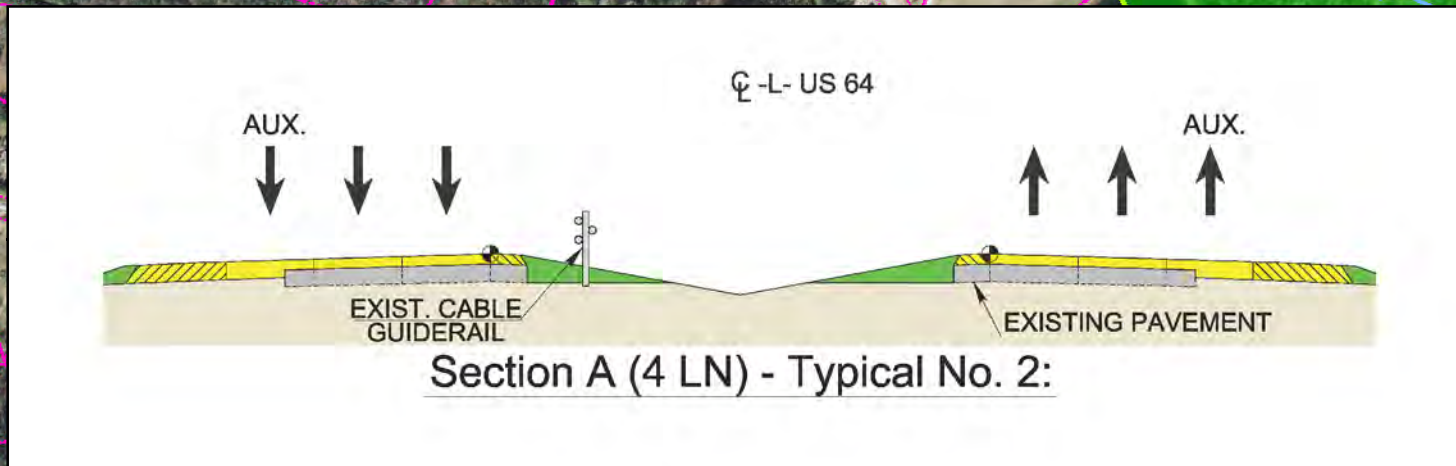 ℄ -L- US 64
AUX.
AUX.
EXIST. CABLE
GUIDERAIL
EXISTING PAVEMENT
Section A (4 LN) - Typical No. 2: